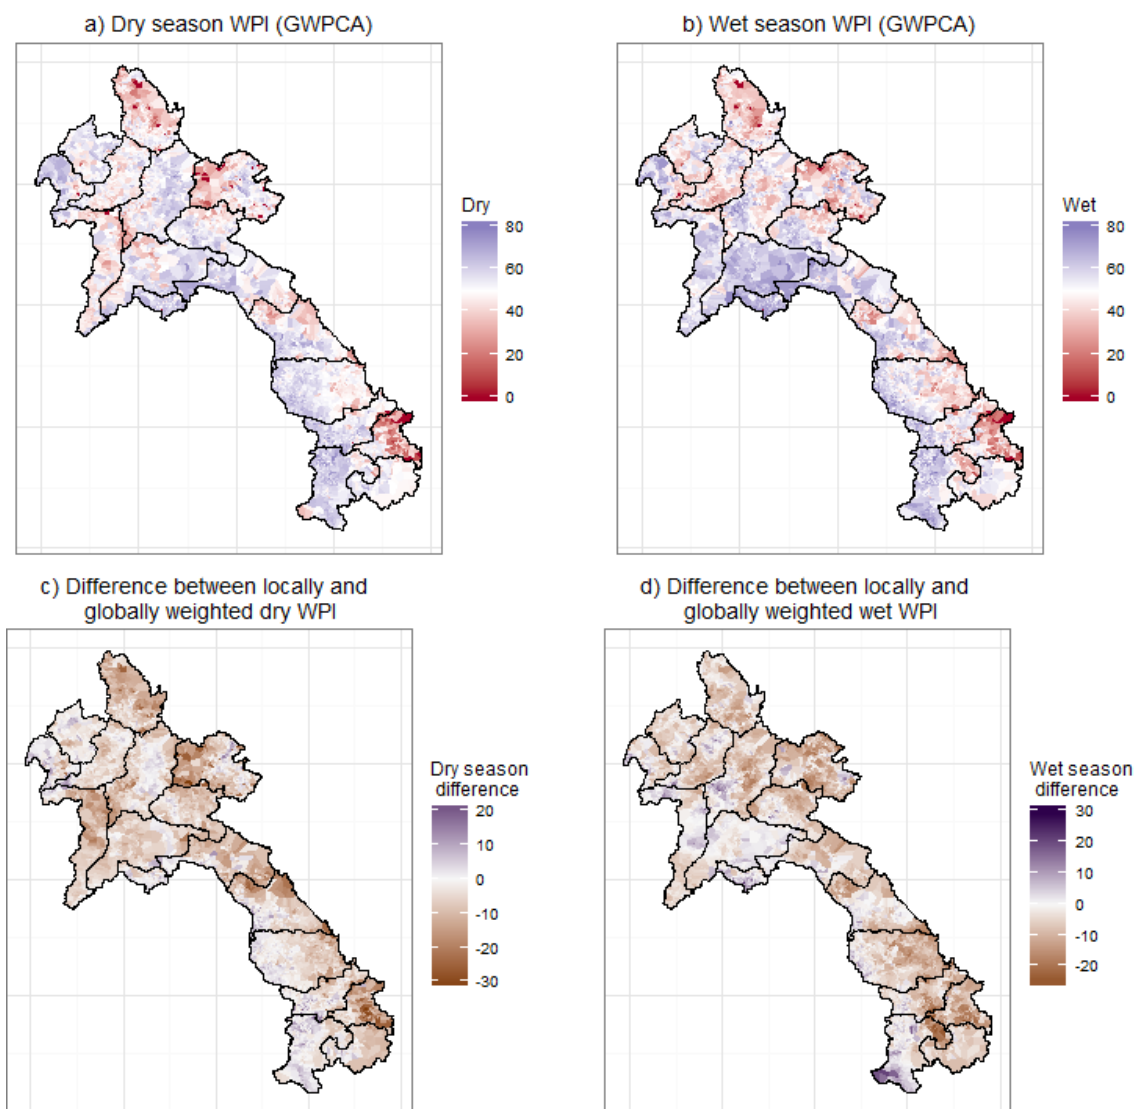 a) Dry season WPI (GWPCA)
Dry
80
60
40
20
0
b) Wet season WPI (GWPCA)
Wet
80
60
40
20
0
c) Difference between locally and
globally weighted dry WPI
Dry season
difference
20
10
0
-10
-20
-30
d) Difference between locally and
globally weighted wet WPI
Wet season
difference
30
20
10
0
-10
-20